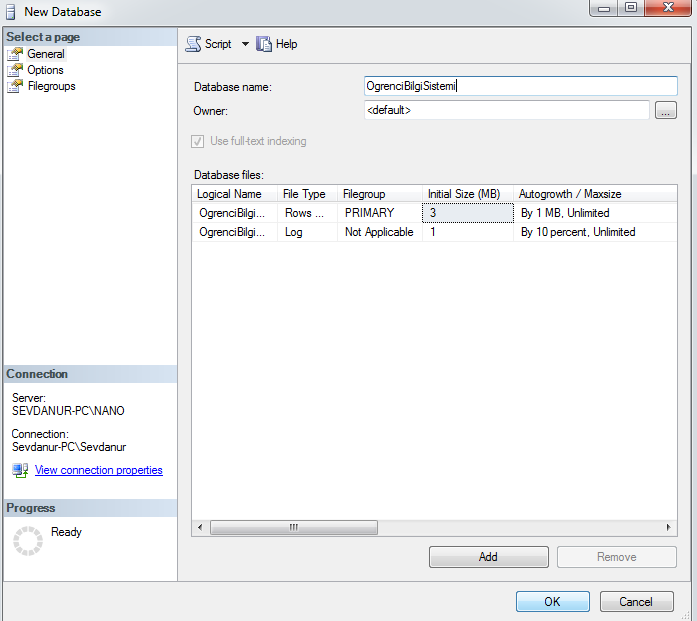 New Database
Select a page
General
Options
Filegroups
Script
Help
Database name:
OgrenciBilgiSistemi
Owner:
<default>
...
Use full-text indexing
Database files:
Logical Name File Type Filegroup Initial Size (MB) Autogrowth / Maxsize
OgrenciBilgi... Rows ... PRIMARY 3 By 1 MB, Unlimited
OgrenciBilgi... Log Not Applicable 1 By 10 percent, Unlimited
Connection
Server:
SEVDANUR-PC\NANO
Connection:
Sevdanur-PC\Sevdanur
View connection properties
Progress
Ready
Add
Remove
OK
Cancel